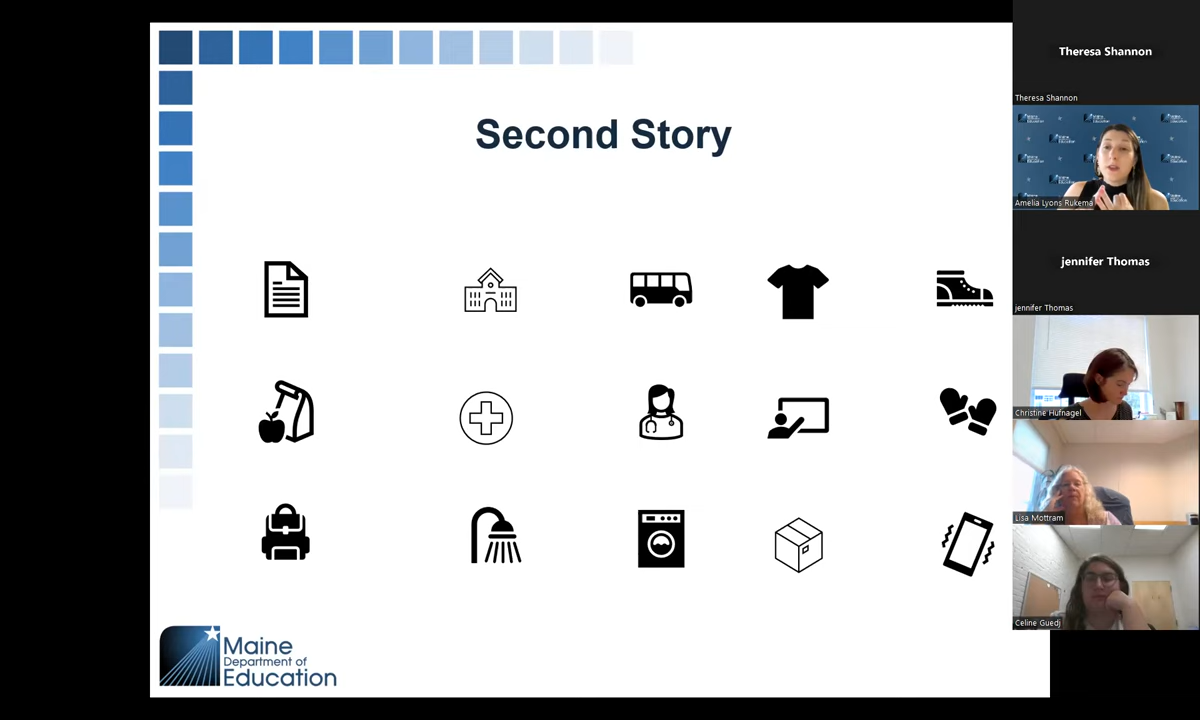 Second Story
Maine
Department of
Education
Theresa Shannon
Theresa Shannon
Amelia Lyons Rukema
jennifer Thomas
jennifer Thomas
Christine Hufnagel
Lisa Mottram
Celine Guedj